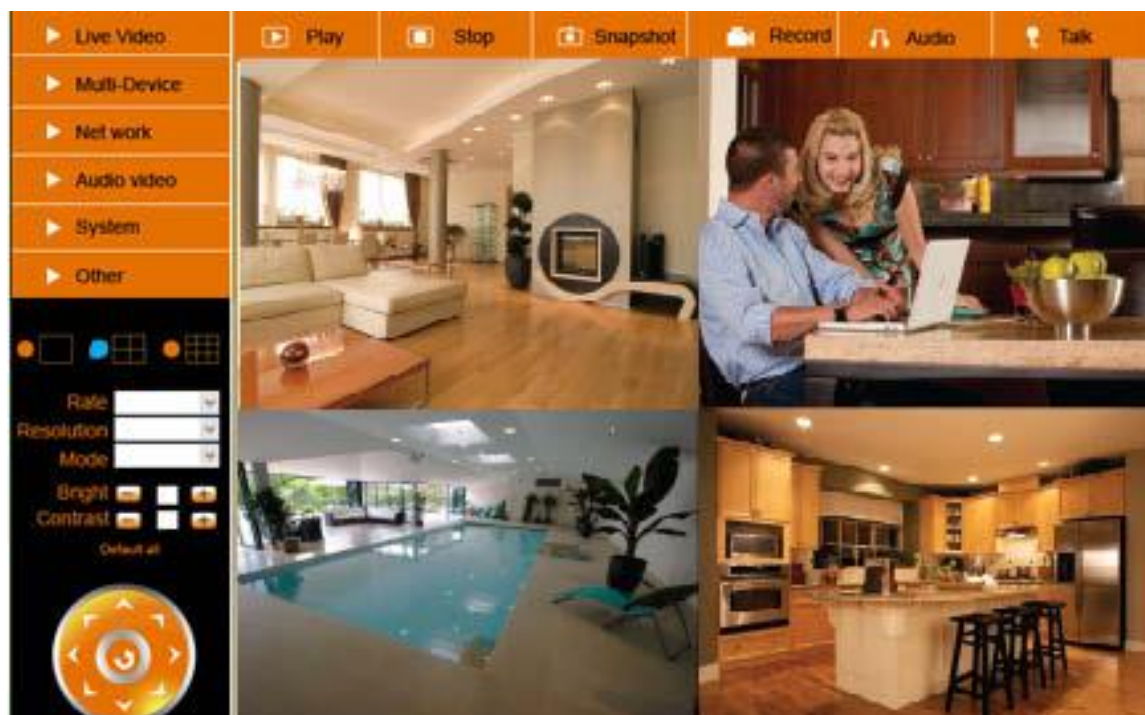 Live Video
Play
Stop
Snapshot
Record
Audio
Talk
Multi-Device
Net work
Audio video
System
Other
Rate
Resolution
Mode
Bright
Contrast
Default all